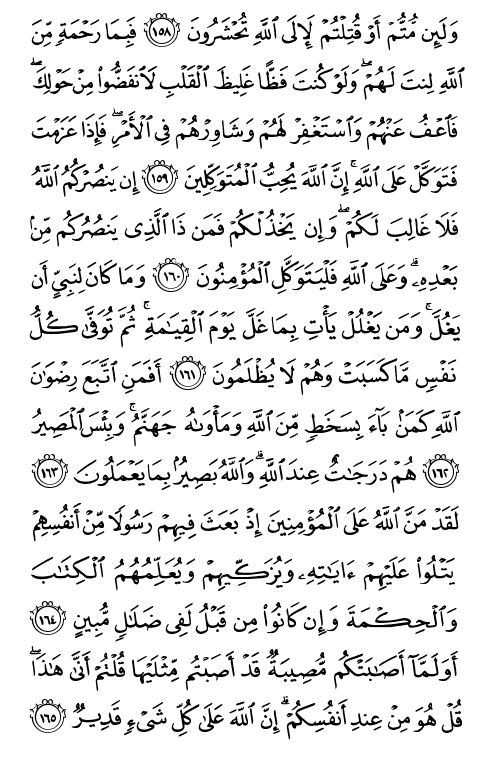 وَلَئِن مُّتُّمْ أَوْ قُتِلْتُمْ لَإِلَى ٱللَّهِ تُحْشَرُونَ ١٥٨ فَبِمَا رَحْمَةٍ مِّنَ
ٱللَّهِ لِنتَ لَهُمْ ۖ وَلَوْ كُنتَ فَظًّا غَلِيظَ ٱلْقَلْبِ لَٱنفَضُّوا۟ مِنْ حَوْلِكَ ۖ
فَٱعْفُ عَنْهُمْ وَٱسْتَغْفِرْ لَهُمْ وَشَاوِرْهُمْ فِى ٱلْأَمْرِ ۖ فَإِذَا عَزَمْتَ
فَتَوَكَّلْ عَلَى ٱللَّهِ ۚ إِنَّ ٱللَّهَ يُحِبُّ ٱلْمُتَوَكِّلِينَ ١٥٩ إِن يَنصُرْكُمُ ٱللَّهُ
فَلَا غَالِبَ لَكُمْ ۖ وَإِن يَخْذُلْكُمْ فَمَن ذَا ٱلَّذِى يَنصُرُكُم مِّنۢ
بَعْدِهِۦ ۗ وَعَلَى ٱللَّهِ فَلْيَتَوَكَّلِ ٱلْمُؤْمِنُونَ ١٦٠ وَمَا كَانَ لِنَبِىٍّ أَن
يَغُلَّ ۚ وَمَن يَغْلُلْ يَأْتِ بِمَا غَلَّ يَوْمَ ٱلْقِيَـٰمَةِ ۚ ثُمَّ تُوَفَّىٰ كُلُّ
نَفْسٍ مَّا كَسَبَتْ وَهُمْ لَا يُظْلَمُونَ ١٦١ أَفَمَنِ ٱتَّبَعَ رِضْوَٰنَ
ٱللَّهِ كَمَنۢ بَآءَ بِسَخَطٍ مِّنَ ٱللَّهِ وَمَأْوَىٰهُ جَهَنَّمُ ۚ وَبِئْسَ ٱلْمَصِيرُ
١٦٢ هُمْ دَرَجَـٰتٌ عِندَ ٱللَّهِ ۗ وَٱللَّهُ بَصِيرٌۢ بِمَا يَعْمَلُونَ ١٦٣
لَقَدْ مَنَّ ٱللَّهُ عَلَى ٱلْمُؤْمِنِينَ إِذْ بَعَثَ فِيهِمْ رَسُولًا مِّنْ أَنفُسِهِمْ
يَتْلُوا۟ عَلَيْهِمْ ءَايَـٰتِهِۦ وَيُزَكِّيهِمْ وَيُعَلِّمُهُمُ ٱلْكِتَـٰبَ
وَٱلْحِكْمَةَ وَإِن كَانُوا۟ مِن قَبْلُ لَفِى ضَلَـٰلٍ مُّبِينٍ ١٦٤
أَوَلَمَّآ أَصَـٰبَتْكُم مُّصِيبَةٌ قَدْ أَصَبْتُم مِّثْلَيْهَا قُلْتُمْ أَنَّىٰ هَـٰذَا ۖ
قُلْ هُوَ مِنْ عِندِ أَنفُسِكُمْ ۗ إِنَّ ٱللَّهَ عَلَىٰ كُلِّ شَىْءٍ قَدِيرٌ ١٦٥